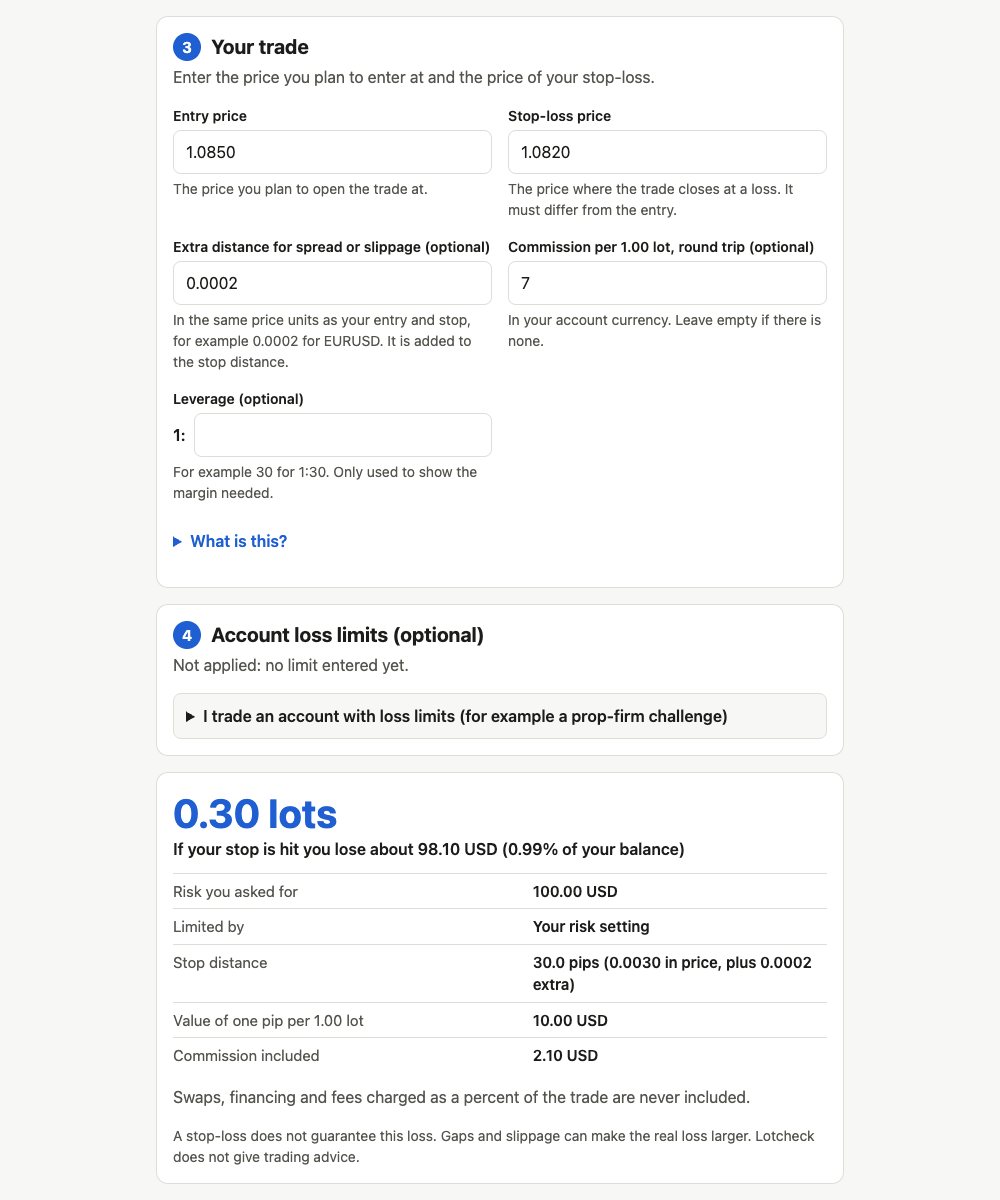 3 Your trade
Enter the price you plan to enter at and the price of your stop-loss.
Entry price
1.0850
The price you plan to open the trade at.
Stop-loss price
1.0820
The price where the trade closes at a loss. It
must differ from the entry.
Extra distance for spread or slippage (optional)
0.0002
In the same price units as your entry and stop,
for example 0.0002 for EURUSD. It is added to
the stop distance.
Commission per 1.00 lot, round trip (optional)
7
In your account currency. Leave empty if there is
none.
Leverage (optional)
1:
For example 30 for 1:30. Only used to show the
margin needed.
What is this?
4 Account loss limits (optional)
Not applied: no limit entered yet.
I trade an account with loss limits (for example a prop-firm challenge)
0.30 lots
If your stop is hit you lose about 98.10 USD (0.99% of your balance)
Risk you asked for 100.00 USD
Limited by Your risk setting
Stop distance 30.0 pips (0.0030 in price, plus 0.0002
extra)
Value of one pip per 1.00 lot 10.00 USD
Commission included 2.10 USD
Swaps, financing and fees charged as a percent of the trade are never included.
A stop-loss does not guarantee this loss. Gaps and slippage can make the real loss larger. Lotcheck
does not give trading advice.